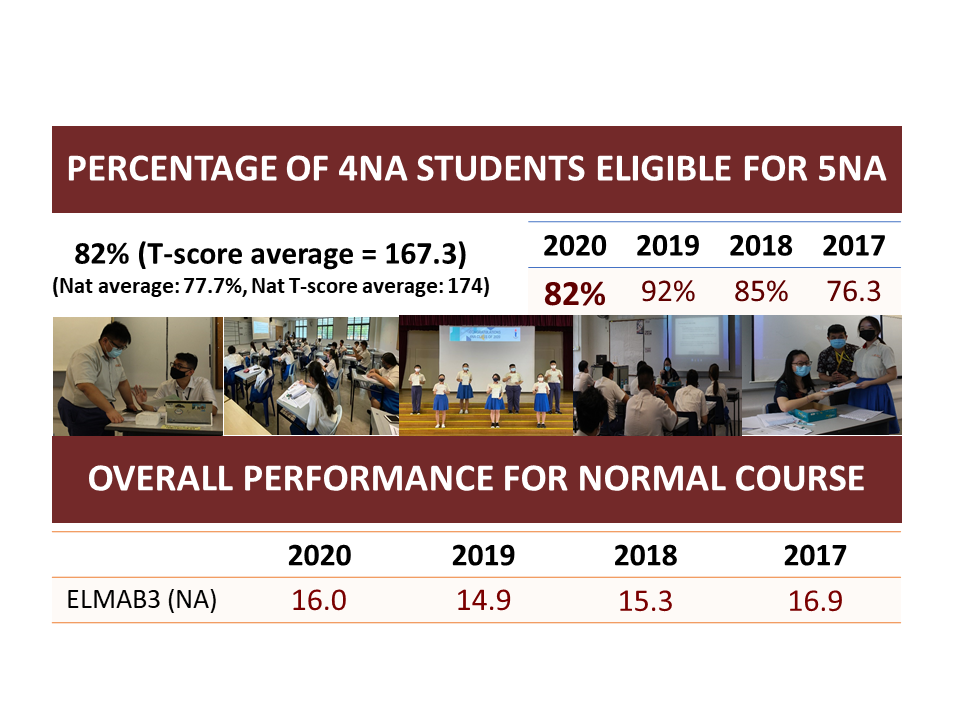 PERCENTAGE OF 4NA STUDENTS ELIGIBLE FOR 5NA
82% (T-score average = 167.3)
(Nat average: 77.7%, Nat T-score average: 174)
2020 2019 2018 2017
82% 92% 85% 76.3
OVERALL PERFORMANCE FOR NORMAL COURSE
2020 2019 2018 2017
ELMAB3 (NA) 16.0 14.9 15.3 16.9